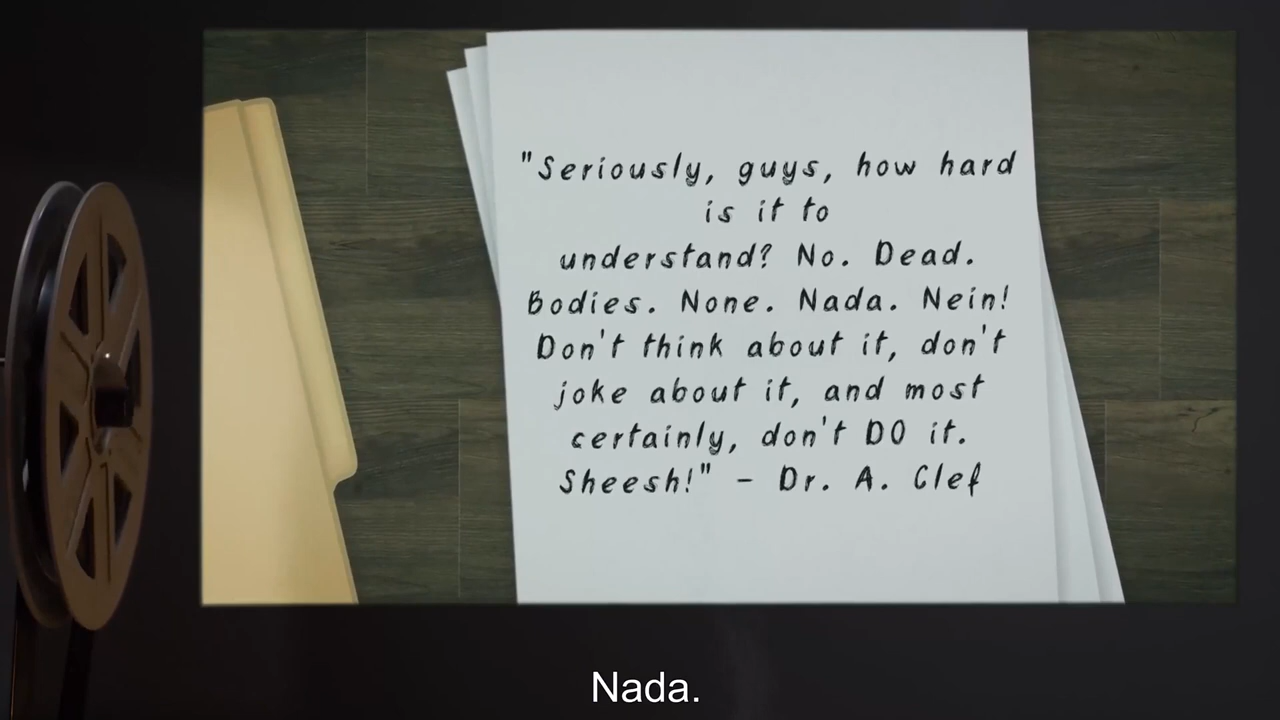 "Seriously, guys, how hard
is it to
understand? No. Dead.
Bodies. None. Nada. Nein!
Don't think about it, don't
joke about it, and most
certainly, don't DO it.
Sheesh!" - Dr. A. Clef
Nada.